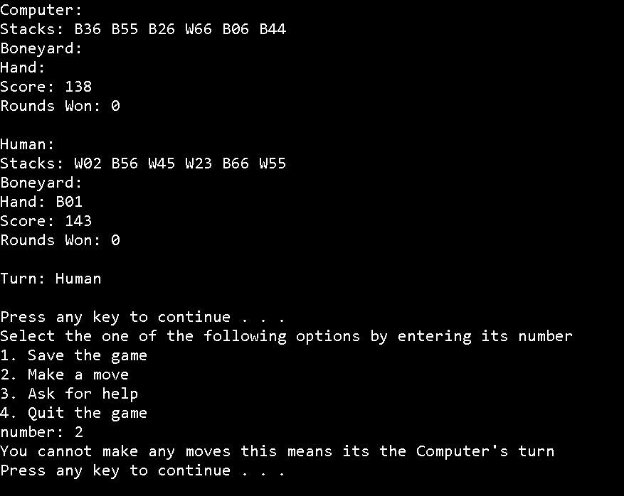 Computer:
Stacks: B36 B55 B26 W66 B06 B44
Boneyard:
Hand:
Score: 138
Rounds Won: 0

Human:
Stacks: W02 B56 W45 W23 B66 W55
Boneyard:
Hand: B01
Score: 143
Rounds Won: 0

Turn: Human

Press any key to continue . . .
Select the one of the following options by entering its number
1. Save the game
2. Make a move
3. Ask for help
4. Quit the game
number: 2
You cannot make any moves this means its the Computer's turn
Press any key to continue . . .